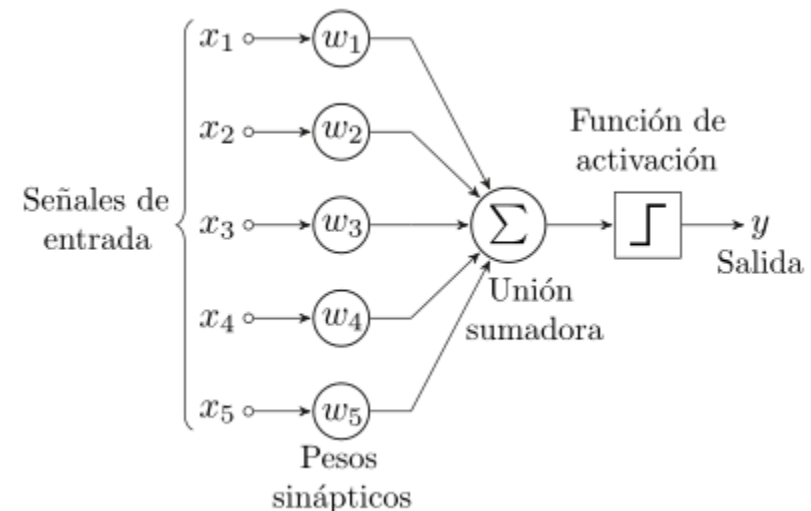 x1
w1
x2
w2
Función de
activación
Señales de
entrada
x3
w3
Σ
y
Salida
Unión
sumadora
x4
w4
x5
w5
Pesos
sinápticos